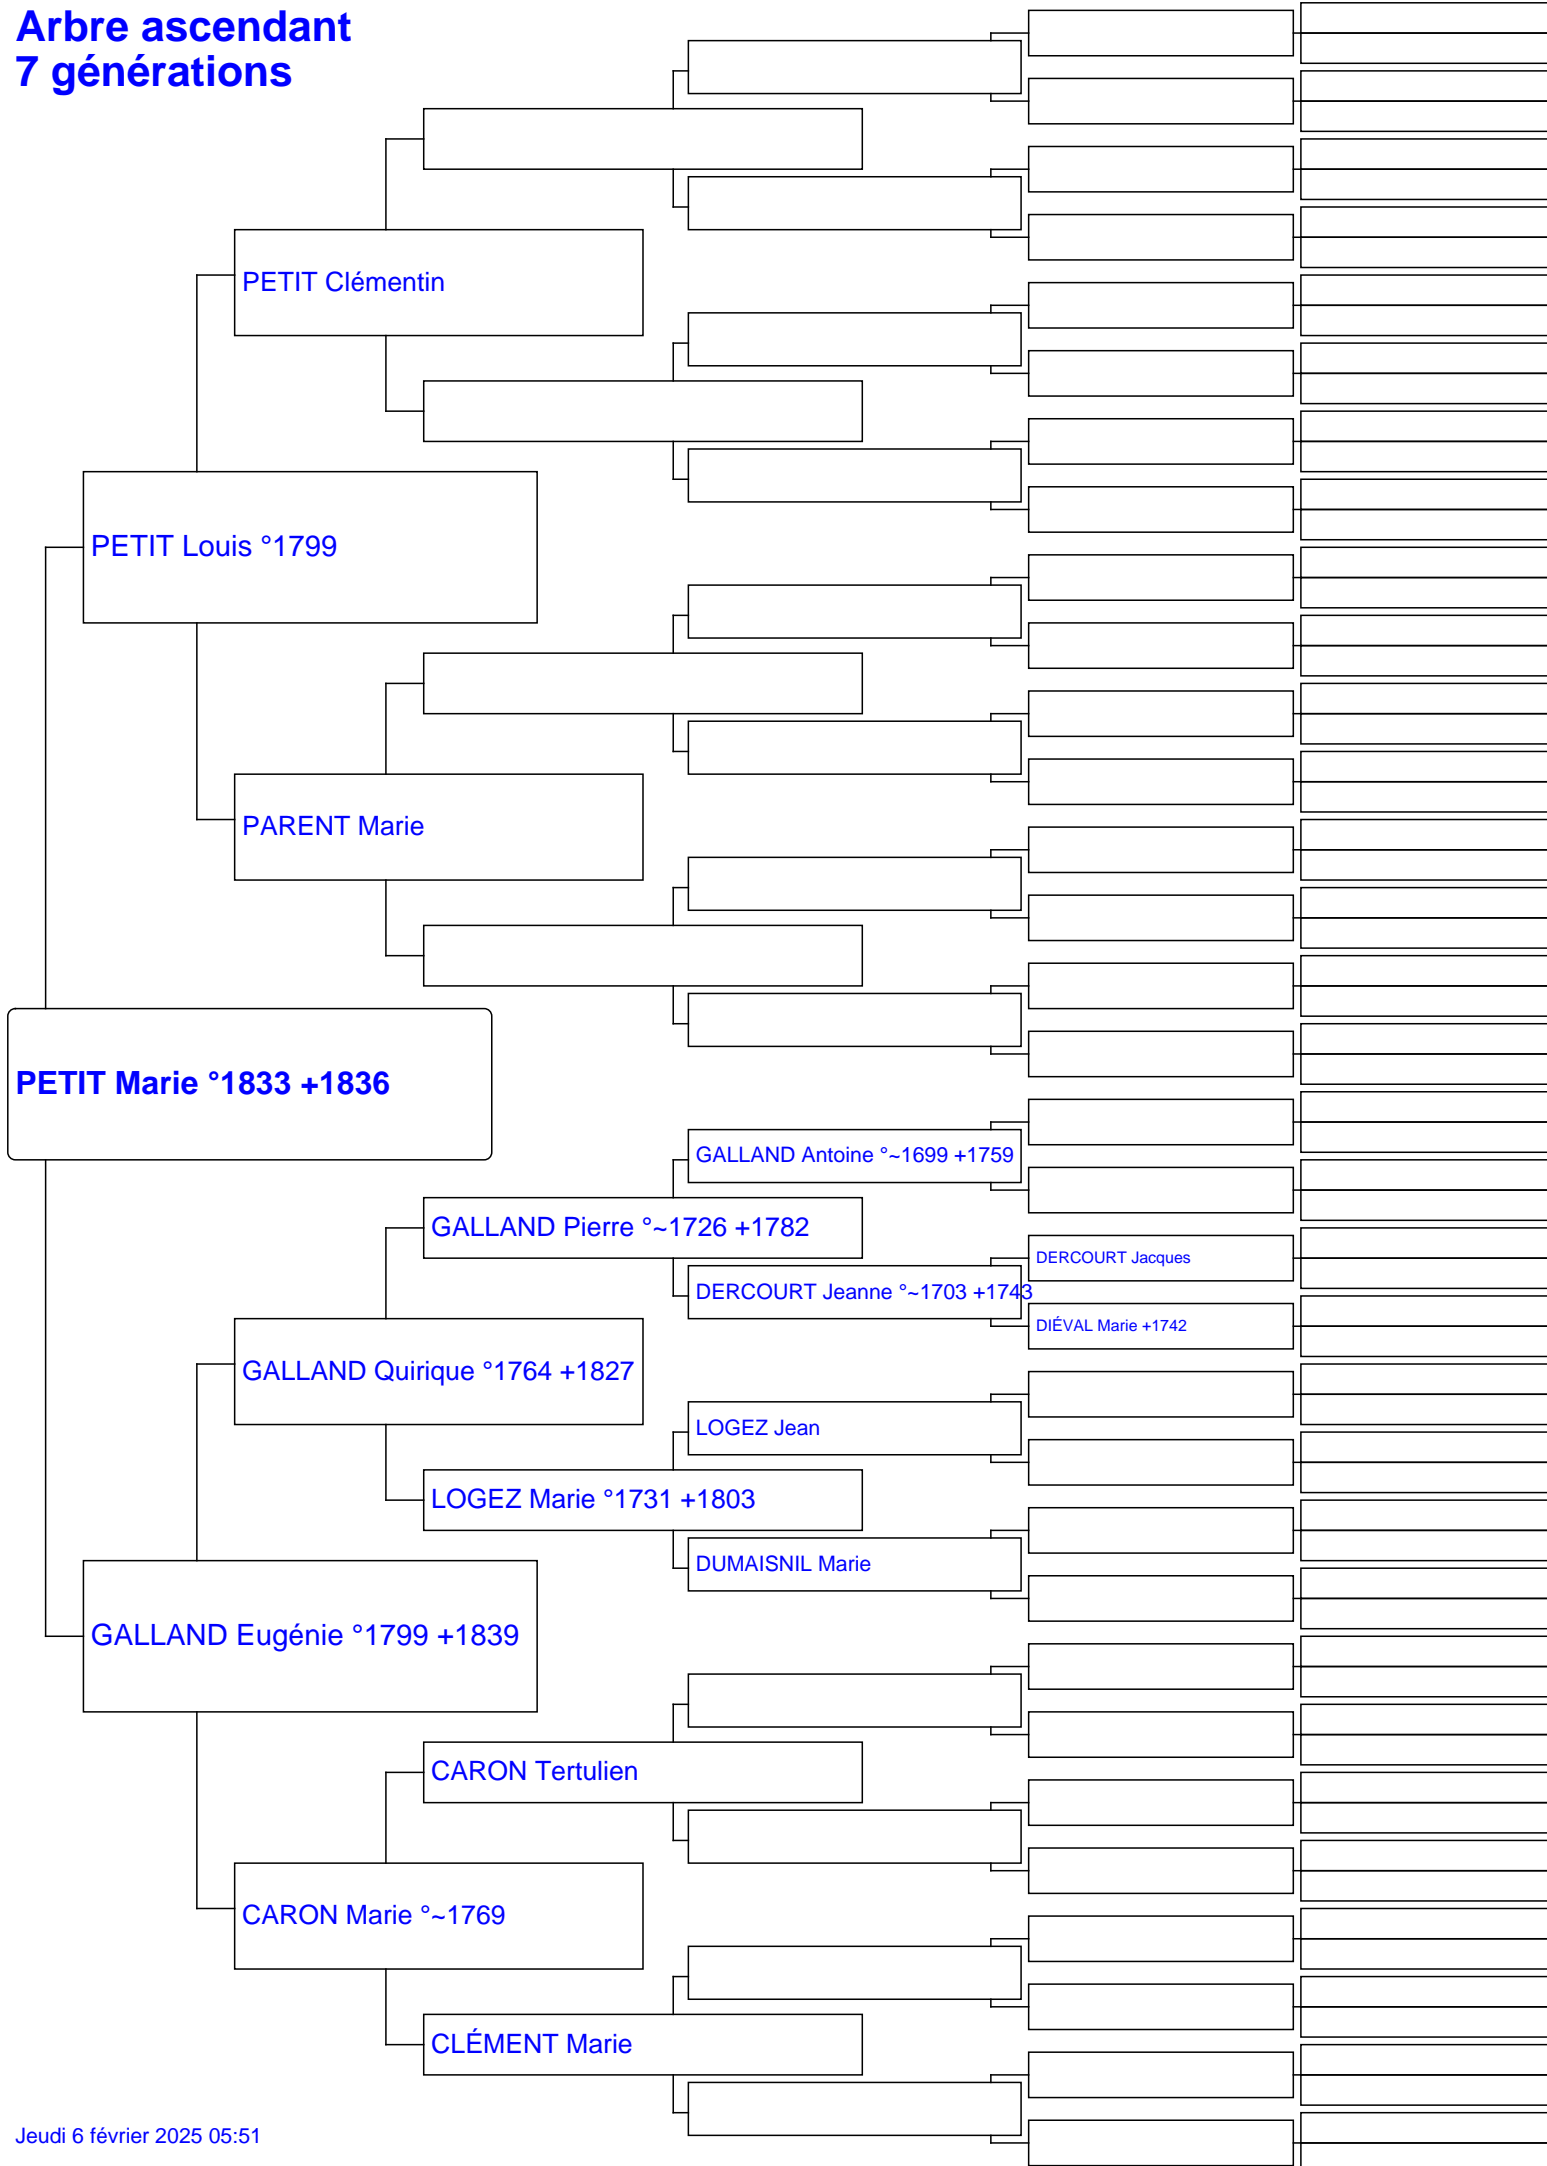 Arbre ascendant
7 générations
PETIT Clémentin
PETIT Louis °1799
PARENT Marie
PETIT Marie °1833 +1836
GALLAND Antoine °~1699 +1759
GALLAND Pierre °~1726 +1782
DERCOURT Jacques
DERCOURT Jeanne °~1703 +1743
DIÉVAL Marie +1742
GALLAND Quirique °1764 +1827
LOGEZ Jean
LOGEZ Marie °1731 +1803
DUMAISNIL Marie
GALLAND Eugénie °1799 +1839
CARON Tertulien
CARON Marie °~1769
CLÉMENT Marie
Jeudi 6 février 2025 05:51